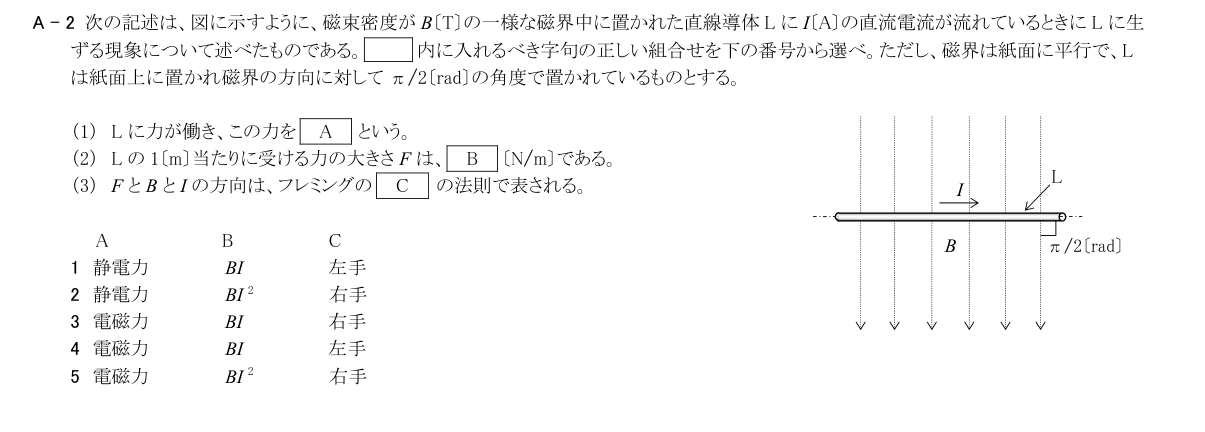 A－2 次の記述は、図に示すように、磁束密度が B〔T〕の一様な磁界中に置かれた直線導体 L に I〔A〕の直流電流が流れているときに L に生
ずる現象について述べたものである。 内に入れるべき字句の正しい組合せを下の番号から選べ。ただし、磁界は紙面に平行で、L
は紙面上に置かれ磁界の方向に対して π/2〔rad〕の角度で置かれているものとする。
(1) L に力が働き、この力を A という。
(2) L の 1〔m〕当たりに受ける力の大きさ F は、 B 〔N/m〕である。
(3) F と B と I の方向は、フレミングの C の法則で表される。
A B C
1 静電力 BI 左手
2 静電力 BI² 右手
3 電磁力 BI 右手
4 電磁力 BI 左手
5 電磁力 BI² 右手
L
I
B
π/2〔rad〕